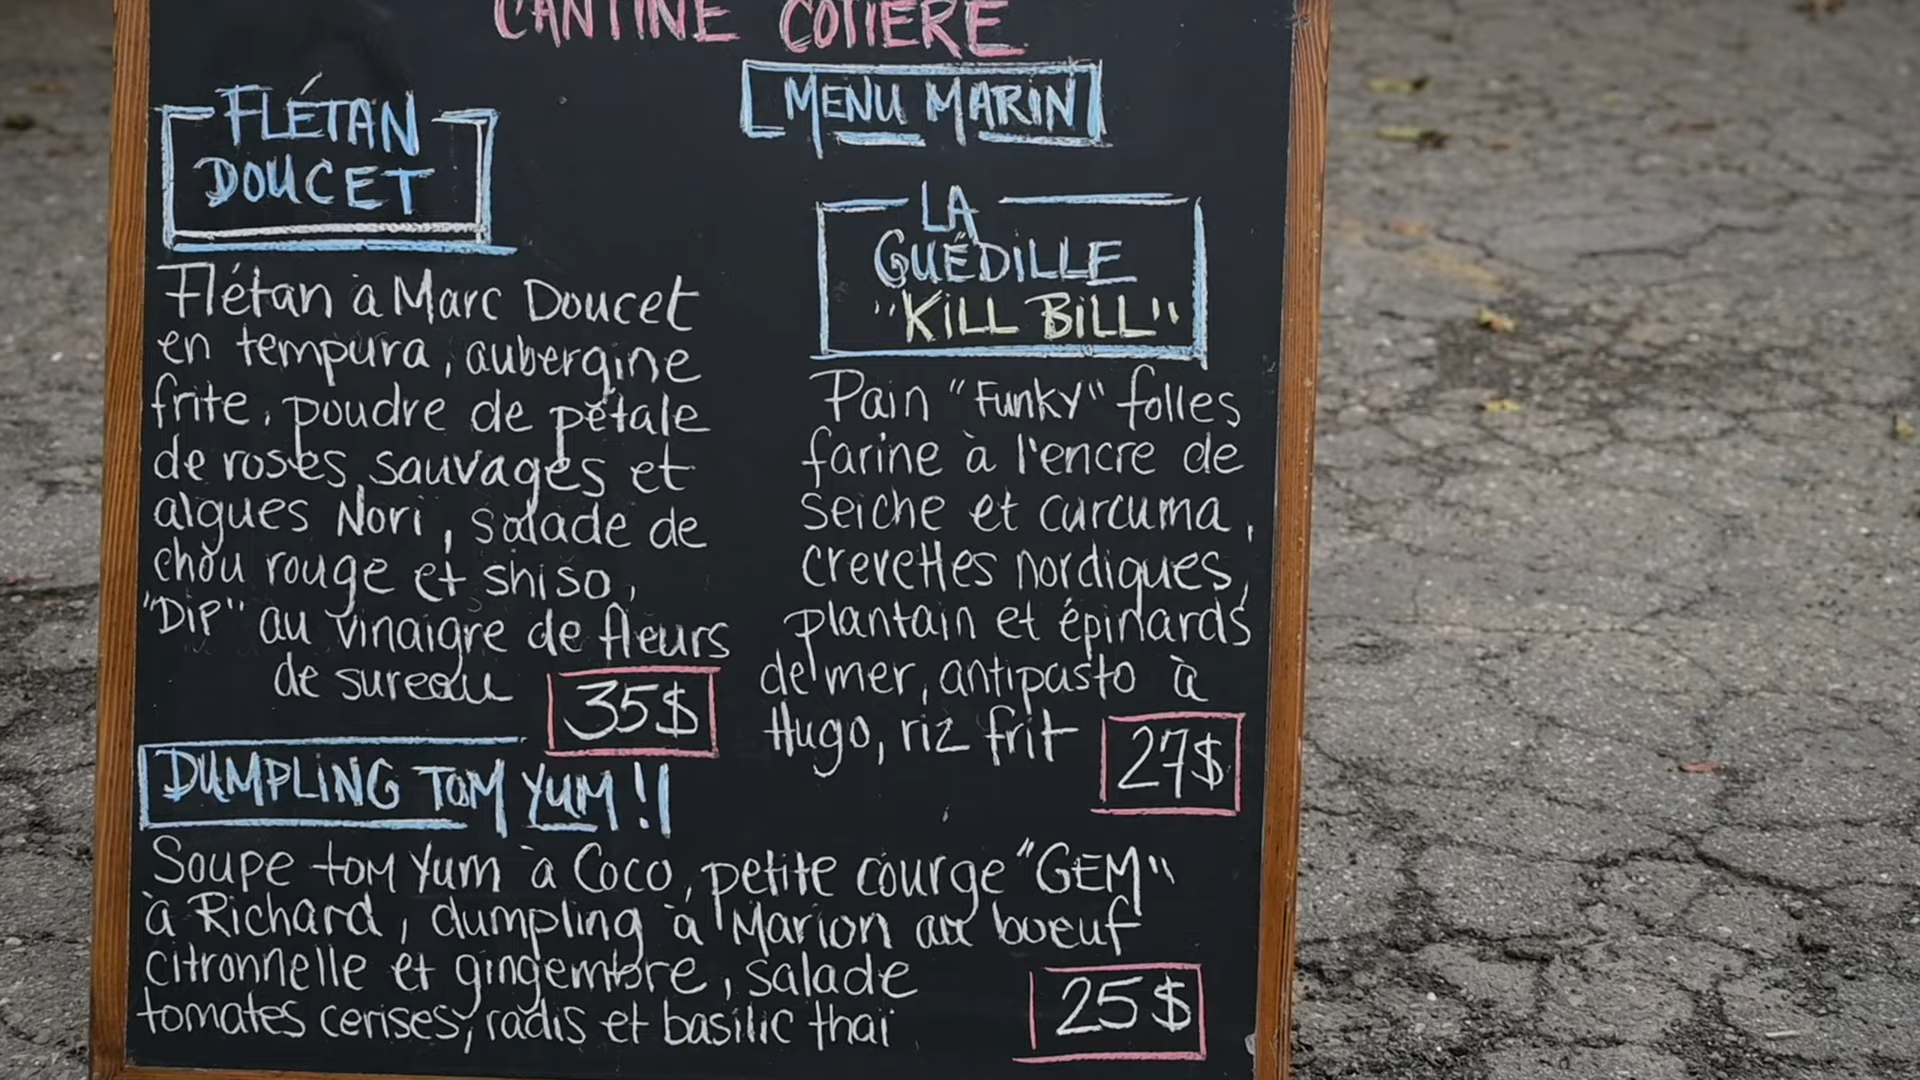 CANTINE CÔTIÈRE
MENU MARIN
FLÉTAN
DOUCET
Flétan à Marc Doucet
en tempura, aubergine
frite, poudre de pétale
de roses sauvages et
algues Nori, salade de
chou rouge et shiso,
"DIP" au vinaigre de fleurs
de sureau
35$
LA
GUÉDILLE
"KILL BILL"
Pain "FUNKY" folles
farine à l'encre de
seiche et curcuma,
crevettes nordiques,
plantain et épinards
de mer, antipasto à
Hugo, riz frit
27$
DUMPLING TOM YUM!!
Soupe tom yum à Coco, petite courge "GEM"
à Richard, dumpling à Marion au boeuf
citronnelle et gingembre, salade
tomates cerises, radis et basilic thaï
25$